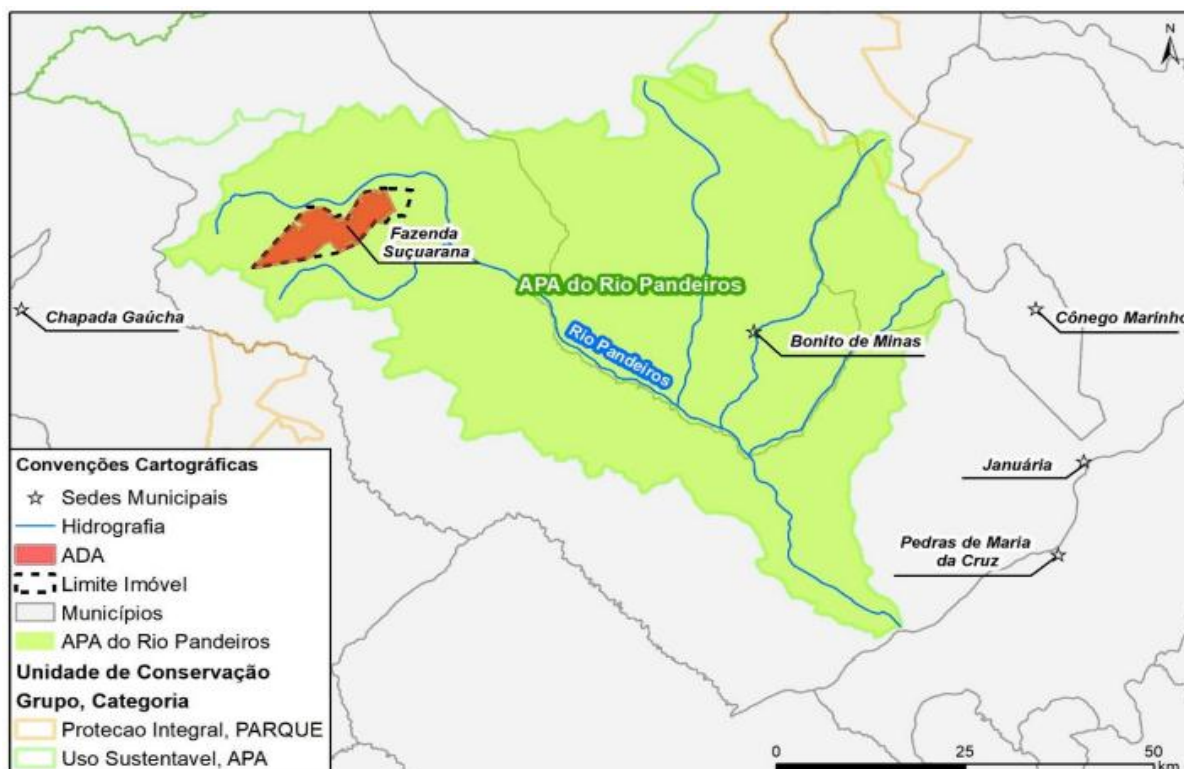 N
Fazenda
Suçuarana
APA do Rio Pandeiros
Chapada Gaúcha
Cônego Marinho
Bonito de Minas
Rio Pandeiros
Januária
Pedras de Maria
da Cruz
Convenções Cartográficas
Sedes Municipais
Hidrografia
ADA
Limite Imóvel
Municípios
APA do Rio Pandeiros
Unidade de Conservação
Grupo, Categoria
Protecao Integral, PARQUE
Uso Sustentavel, APA
0 25 50
km